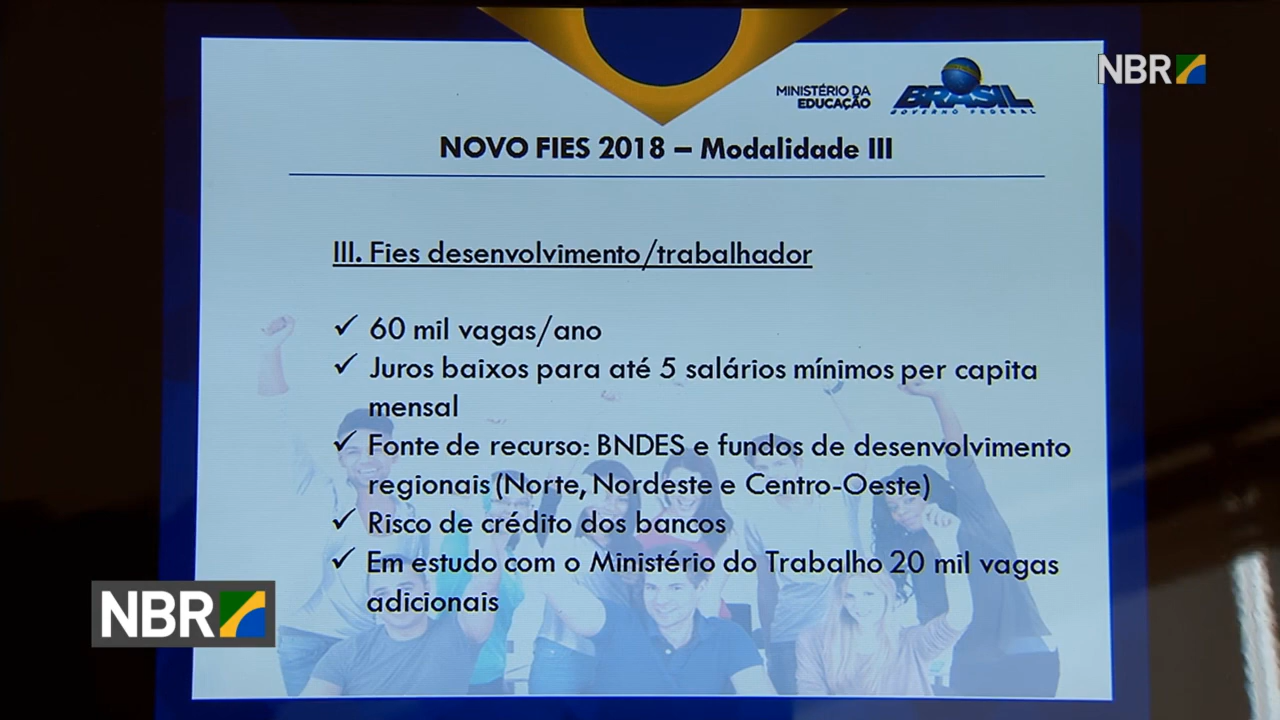 NBR
MINISTÉRIO DA
EDUCAÇÃO
BRASIL
GOVERNO FEDERAL
NOVO FIES 2018 – Modalidade III
III. Fies desenvolvimento/trabalhador
✓ 60 mil vagas/ano
✓ Juros baixos para até 5 salários mínimos per capita
mensal
✓ Fonte de recurso: BNDES e fundos de desenvolvimento
regionais (Norte, Nordeste e Centro-Oeste)
✓ Risco de crédito dos bancos
✓ Em estudo com o Ministério do Trabalho 20 mil vagas
adicionais
NBR